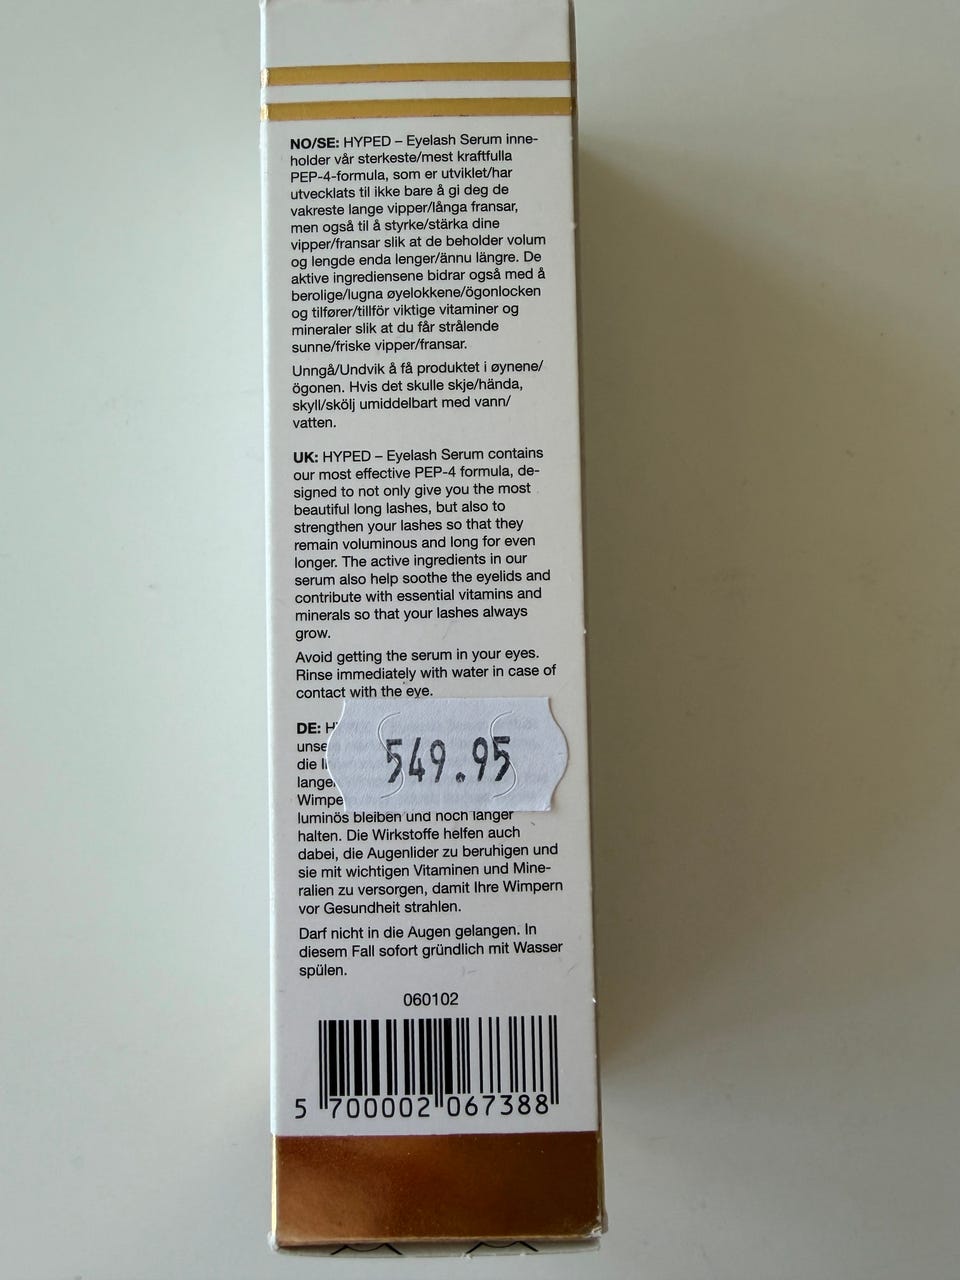 NO/SE: HYPED – Eyelash Serum inne-
holder vår sterkeste/mest kraftfulla
PEP-4-formula, som er utviklet/har
utvecklats til ikke bare å gi deg de
vakreste lange vipper/långa fransar,
men også til å styrke/stärka dine
vipper/fransar slik at de beholder volum
og lengde enda lenger/ännu längre. De
aktive ingrediensene bidrar også med å
berolige/lugna øyelokkene/ögonlocken
og tilfører/tillför viktige vitaminer og
mineraler slik at du får strålende
sunne/friske vipper/fransar.
Unngå/Undvik å få produktet i øynene/
ögonen. Hvis det skulle skje/hända,
skyll/skölj umiddelbart med vann/
vatten.
UK: HYPED – Eyelash Serum contains
our most effective PEP-4 formula, de-
signed to not only give you the most
beautiful long lashes, but also to
strengthen your lashes so that they
remain voluminous and long for even
longer. The active ingredients in our
serum also help soothe the eyelids and
contribute with essential vitamins and
minerals so that your lashes always
grow.
Avoid getting the serum in your eyes.
Rinse immediately with water in case of
contact with the eye.
DE:
unse
die
lange
549.95
Wimpe
luminös bleiben und noch länger
halten. Die Wirkstoffe helfen auch
dabei, die Augenlider zu beruhigen und
sie mit wichtigen Vitaminen und Mine-
ralien zu versorgen, damit Ihre Wimpern
vor Gesundheit strahlen.
Darf nicht in die Augen gelangen. In
diesem Fall sofort gründlich mit Wasser
spülen.
060102
5 700002 067388